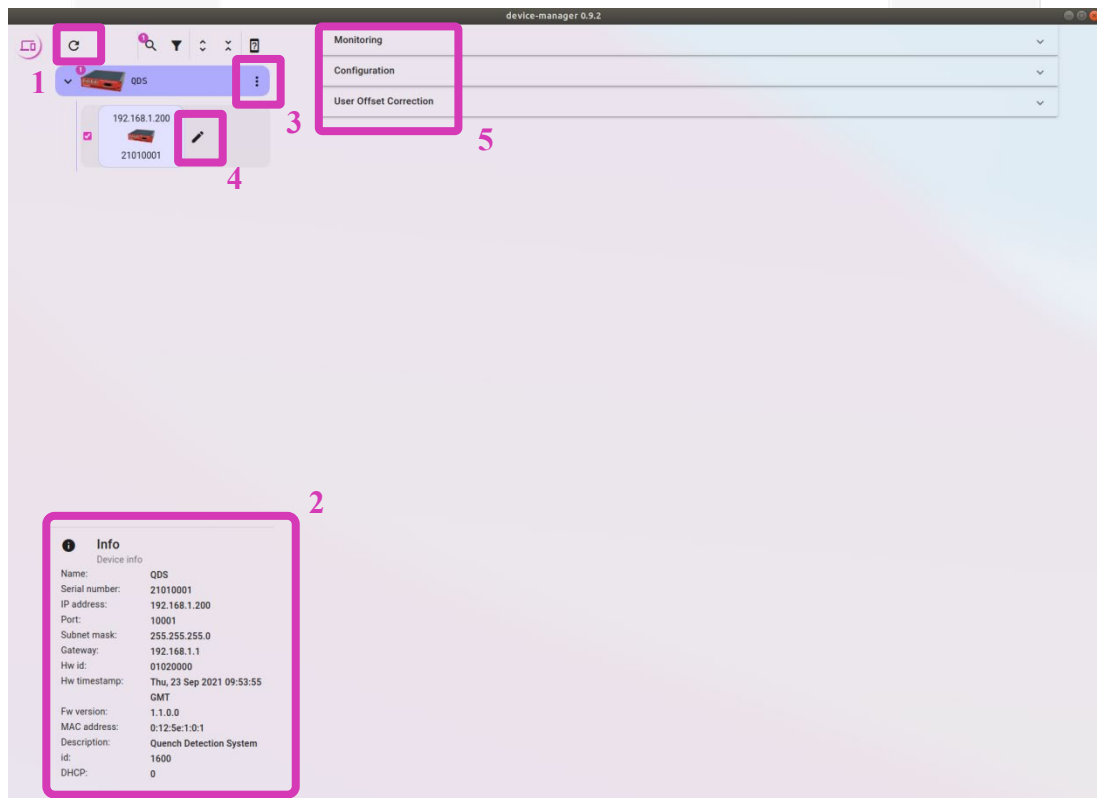 device-manager 0.9.2
1
1
1
QDS
3
192.168.1.200
21010001
4
Monitoring
Configuration
User Offset Correction
5
2
Info
Device info
Name: QDS
Serial number: 21010001
IP address: 192.168.1.200
Port: 10001
Subnet mask: 255.255.255.0
Gateway: 192.168.1.1
Hw id: 01020000
Hw timestamp: Thu, 23 Sep 2021 09:53:55
GMT
Fw version: 1.1.0.0
MAC address: 0:12:5e:1:0:1
Description: Quench Detection System
id: 1600
DHCP: 0